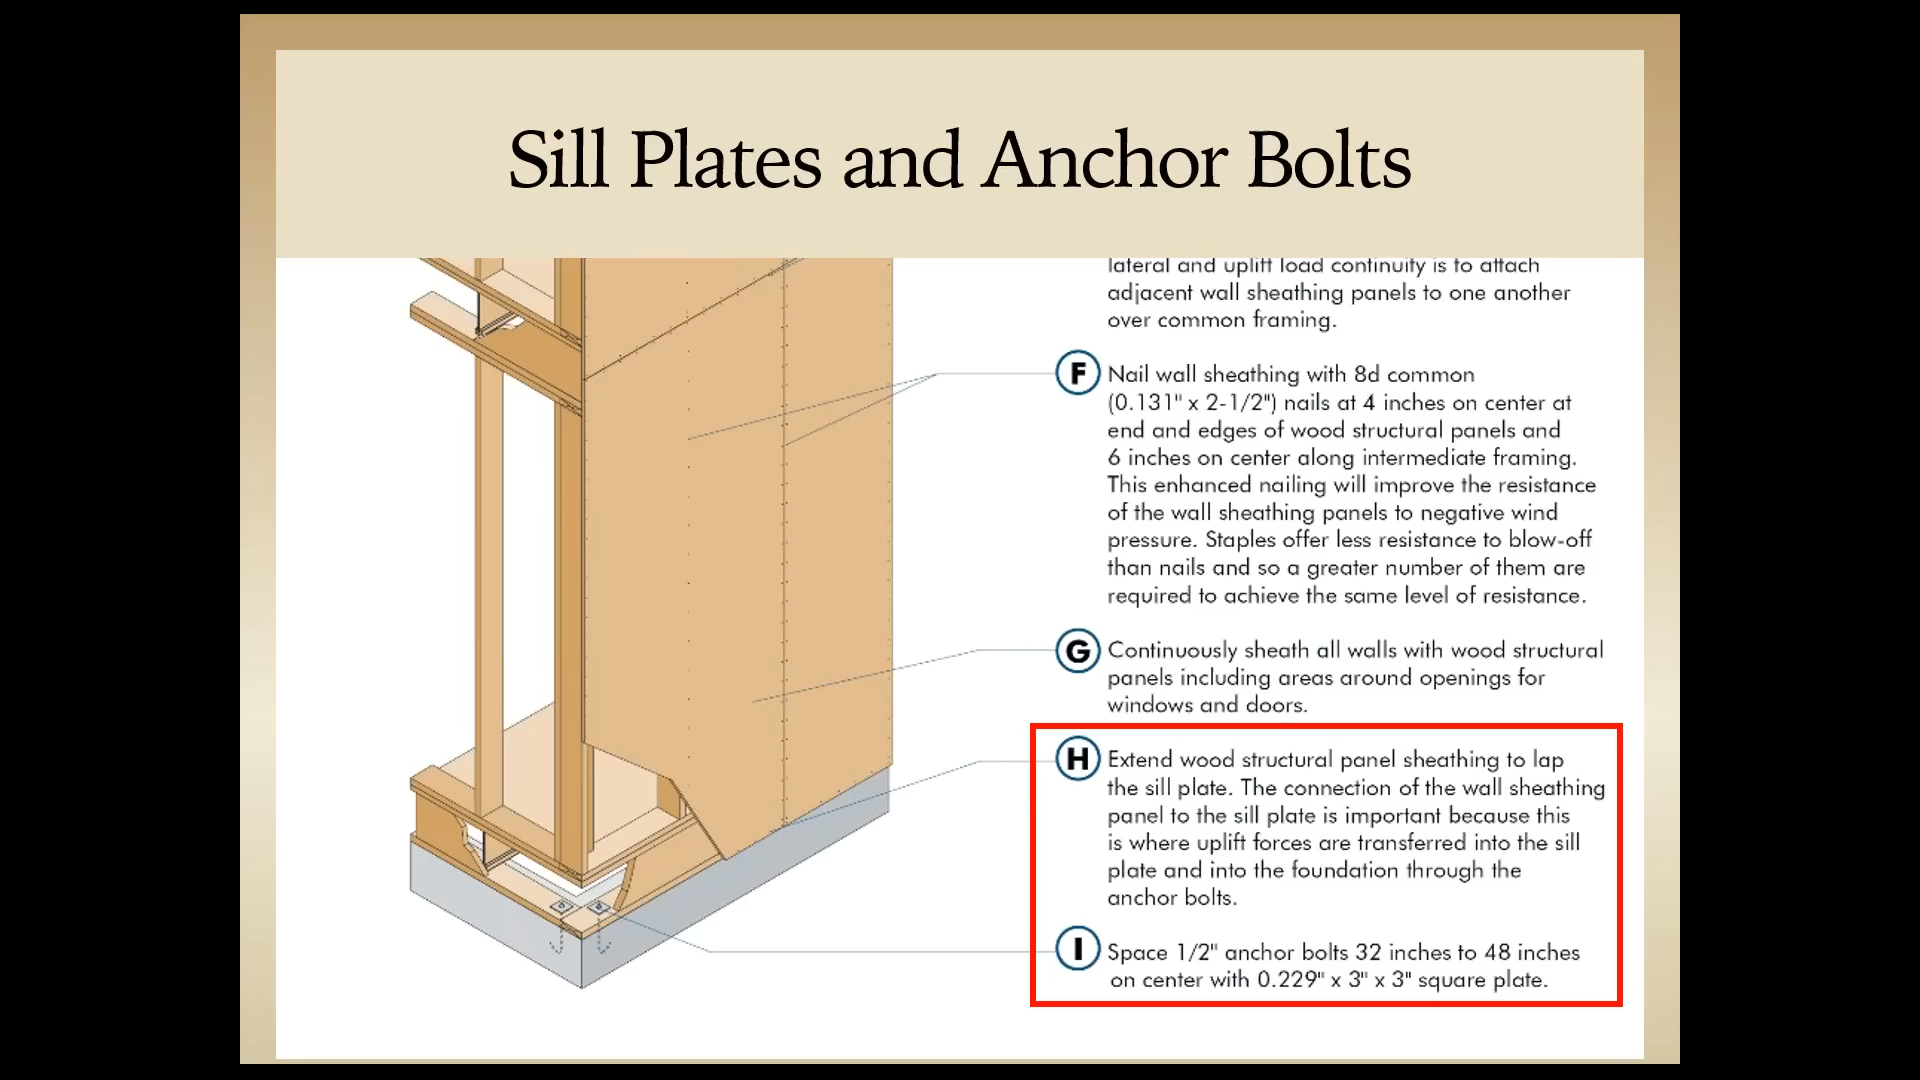 Sill Plates and Anchor Bolts
lateral and uplift load continuity is to attach
adjacent wall sheathing panels to one another
over common framing.
F Nail wall sheathing with 8d common
(0.131" x 2-1/2") nails at 4 inches on center at
end and edges of wood structural panels and
6 inches on center along intermediate framing.
This enhanced nailing will improve the resistance
of the wall sheathing panels to negative wind
pressure. Staples offer less resistance to blow-off
than nails and so a greater number of them are
required to achieve the same level of resistance.
G Continuously sheath all walls with wood structural
panels including areas around openings for
windows and doors.
H Extend wood structural panel sheathing to lap
the sill plate. The connection of the wall sheathing
panel to the sill plate is important because this
is where uplift forces are transferred into the sill
plate and into the foundation through the
anchor bolts.
I Space 1/2" anchor bolts 32 inches to 48 inches
on center with 0.229" x 3" x 3" square plate.